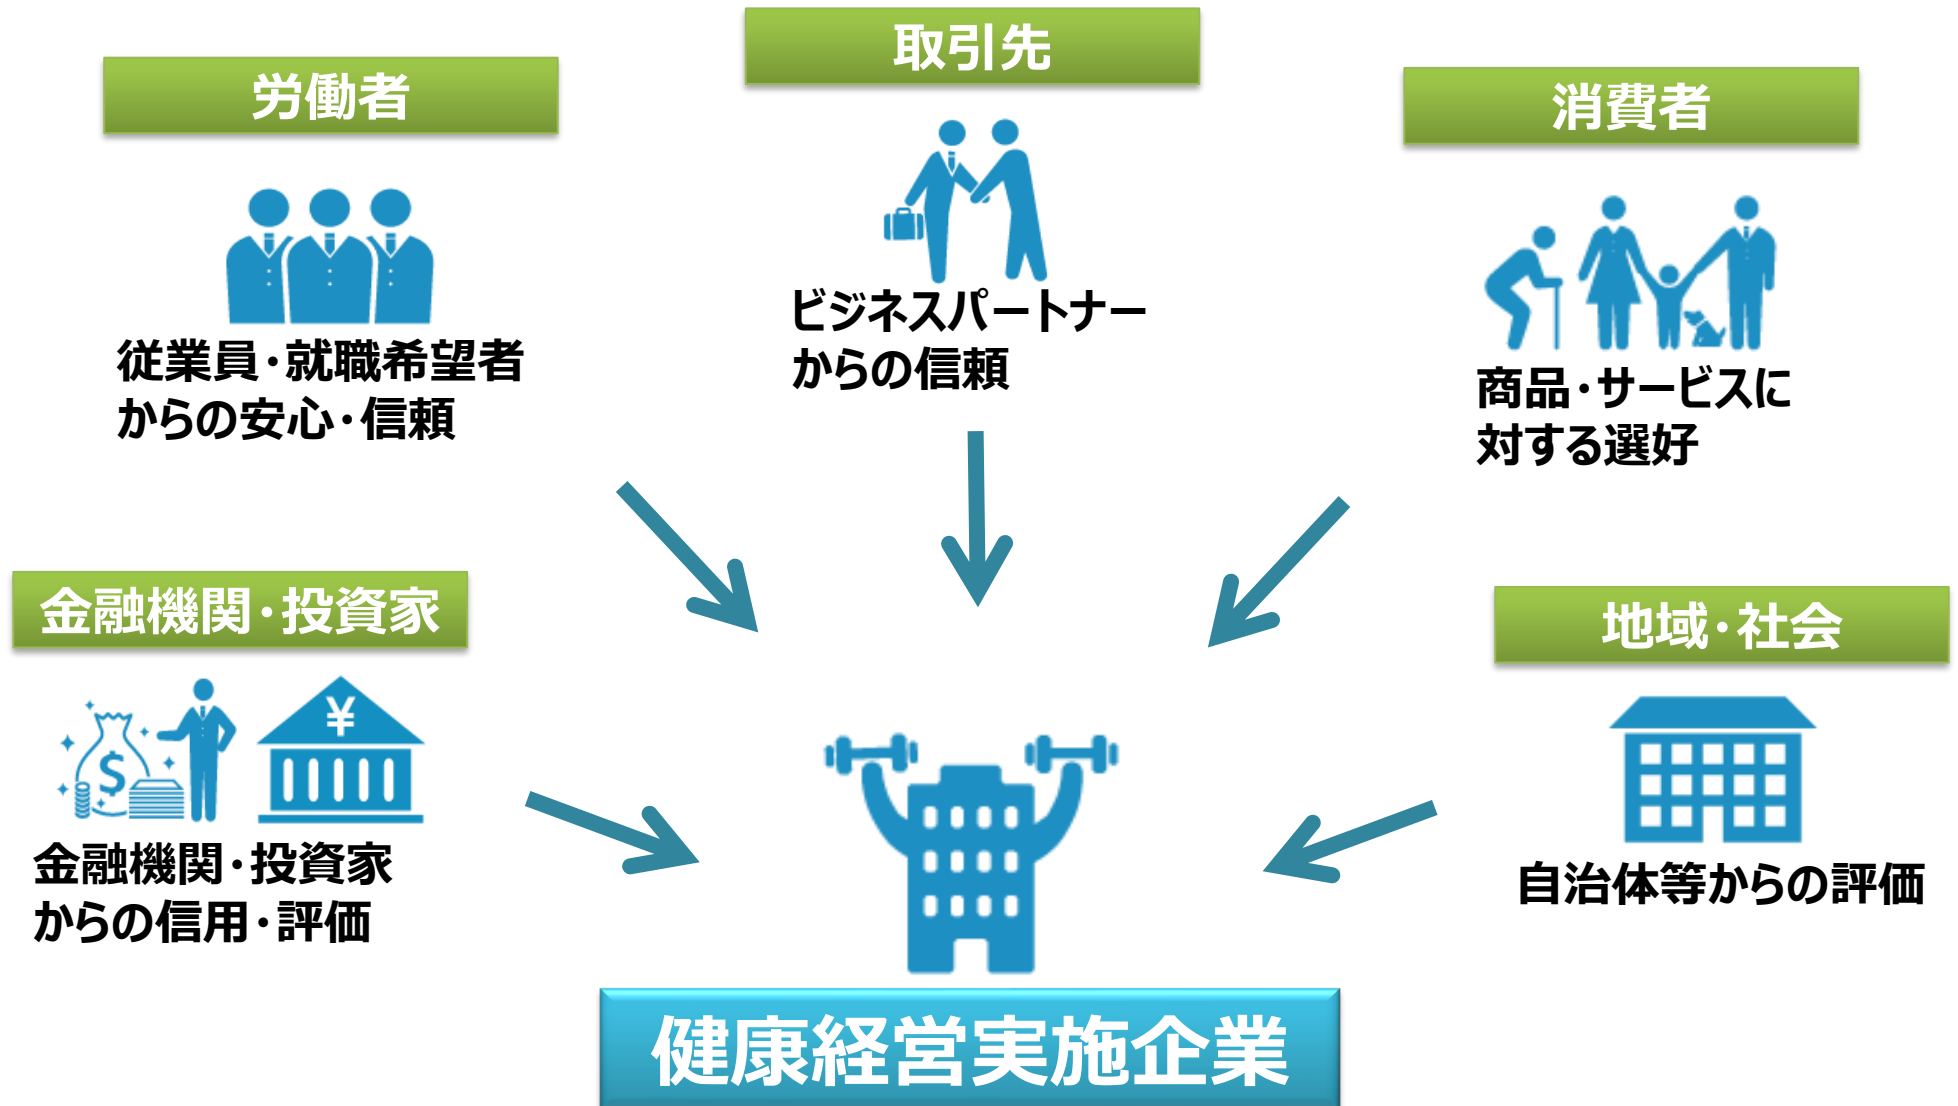 取引先
労働者
消費者
ビジネスパートナー
からの信頼
従業員・就職希望者
からの安心・信頼
商品・サービスに
対する選好
金融機関・投資家
地域・社会
¥
$
金融機関・投資家
からの信用・評価
自治体等からの評価
健康経営実施企業